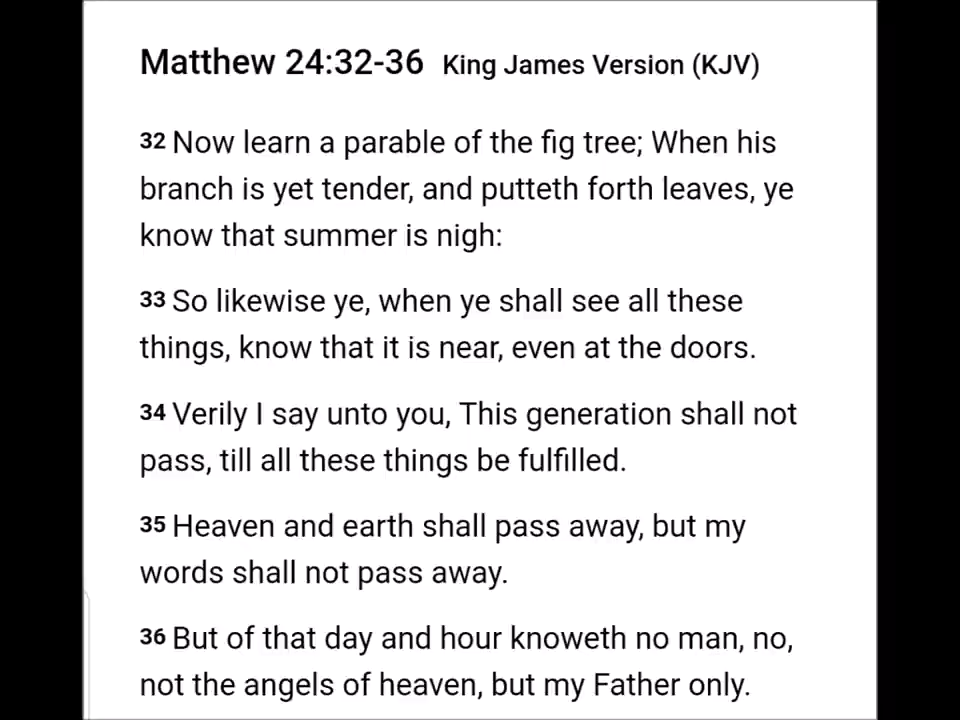 Matthew 24:32-36 King James Version (KJV)
32 Now learn a parable of the fig tree; When his
branch is yet tender, and putteth forth leaves, ye
know that summer is nigh:
33 So likewise ye, when ye shall see all these
things, know that it is near, even at the doors.
34 Verily I say unto you, This generation shall not
pass, till all these things be fulfilled.
35 Heaven and earth shall pass away, but my
words shall not pass away.
36 But of that day and hour knoweth no man, no,
not the angels of heaven, but my Father only.